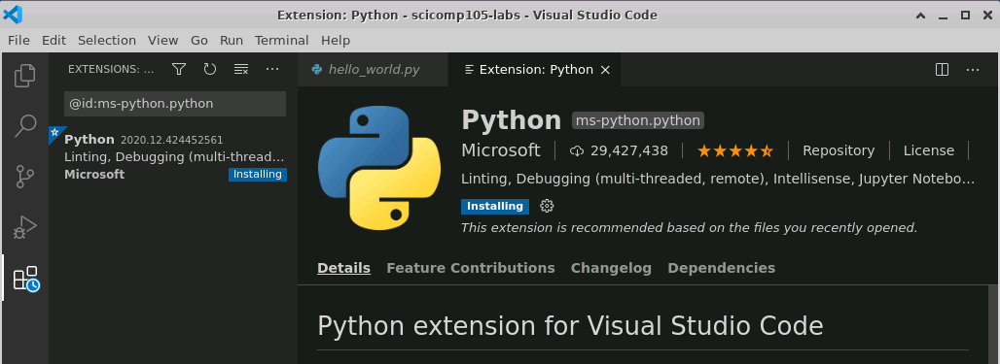 Extension: Python - scicomp105-labs - Visual Studio Code
File Edit Selection View Go Run Terminal Help
EXTENSIONS: ...
@id:ms-python.python
Python 2020.12.424452561
Linting, Debugging (multi-thread...
Microsoft Installing
hello_world.py Extension: Python
Python ms-python.python
Microsoft 29,427,438 Repository License
Linting, Debugging (multi-threaded, remote), Intellisense, Jupyter Notebo...
Installing
This extension is recommended based on the files you recently opened.
Details Feature Contributions Changelog Dependencies
Python extension for Visual Studio Code